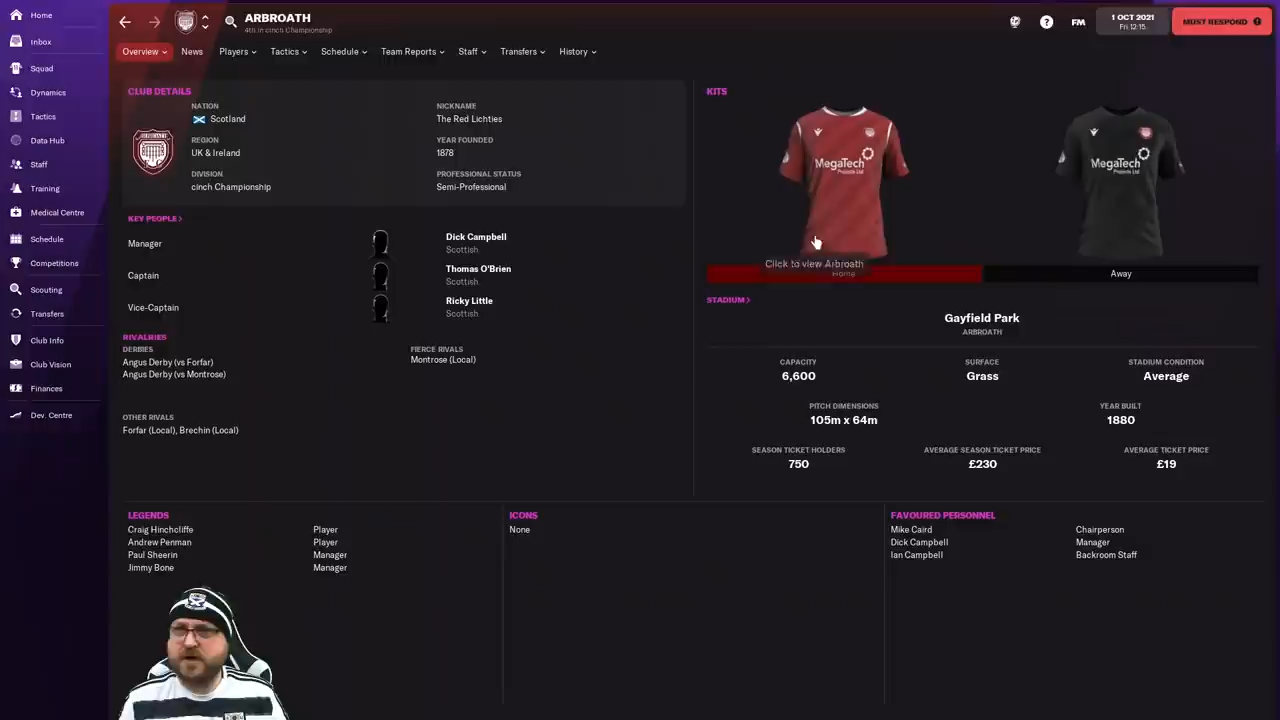 Home
Inbox
Squad
Dynamics
Tactics
Data Hub
Staff
Training
Medical Centre
Schedule
Competitions
Scouting
Transfers
Club Info
Club Vision
Finances
Dev. Centre
ARBROATH
4th in cinch Championship
FM
1 OCT 2021
Fri 12:15
MUST RESPOND
Overview
News
Players
Tactics
Schedule
Team Reports
Staff
Transfers
History
CLUB DETAILS
NATION
Scotland
REGION
UK & Ireland
DIVISION
cinch Championship
NICKNAME
The Red Lichties
YEAR FOUNDED
1878
PROFESSIONAL STATUS
Semi-Professional
KEY PEOPLE >
Manager
Dick Campbell
Scottish
Captain
Thomas O'Brien
Scottish
Vice-Captain
Ricky Little
Scottish
RIVALRIES
DERBIES
Angus Derby (vs Forfar)
Angus Derby (vs Montrose)
FIERCE RIVALS
Montrose (Local)
OTHER RIVALS
Forfar (Local), Brechin (Local)
KITS
MegaTech
Projects Ltd
MegaTech
Projects Ltd
Click to view Arbroath
Home
Away
STADIUM >
Gayfield Park
ARBROATH
CAPACITY
6,600
SURFACE
Grass
STADIUM CONDITION
Average
PITCH DIMENSIONS
105m x 64m
YEAR BUILT
1880
SEASON TICKET HOLDERS
750
AVERAGE SEASON TICKET PRICE
£230
AVERAGE TICKET PRICE
£19
LEGENDS
Craig Hinchcliffe Player
Andrew Penman Player
Paul Sheerin Manager
Jimmy Bone Manager
ICONS
None
FAVOURED PERSONNEL
Mike Caird Chairperson
Dick Campbell Manager
Ian Campbell Backroom Staff